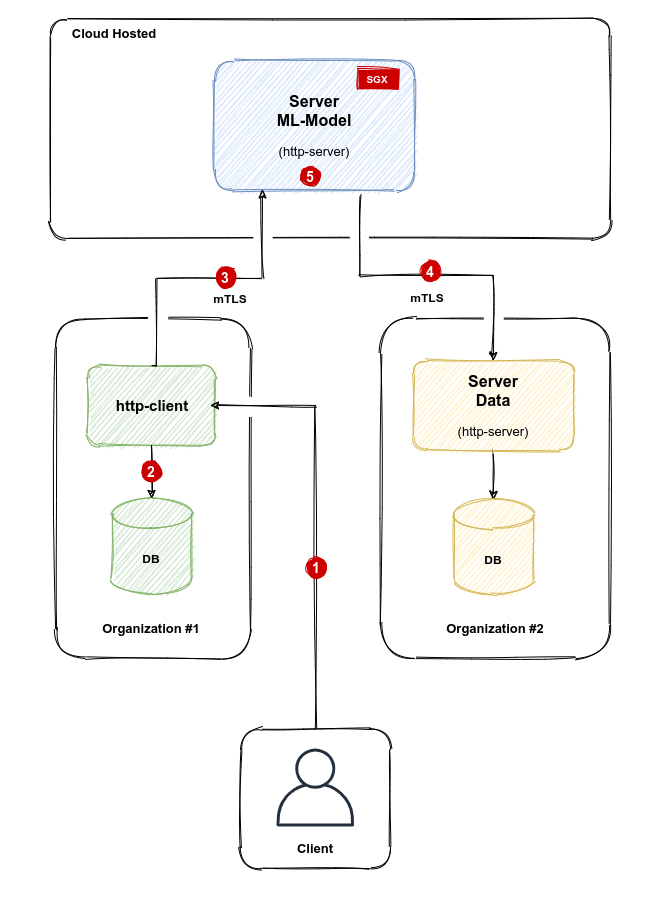 Cloud Hosted
SGX
Server
ML-Model
(http-server)
5
3
mTLS
4
mTLS
http-client
2
DB
Organization #1
Server
Data
(http-server)
DB
Organization #2
1
Client